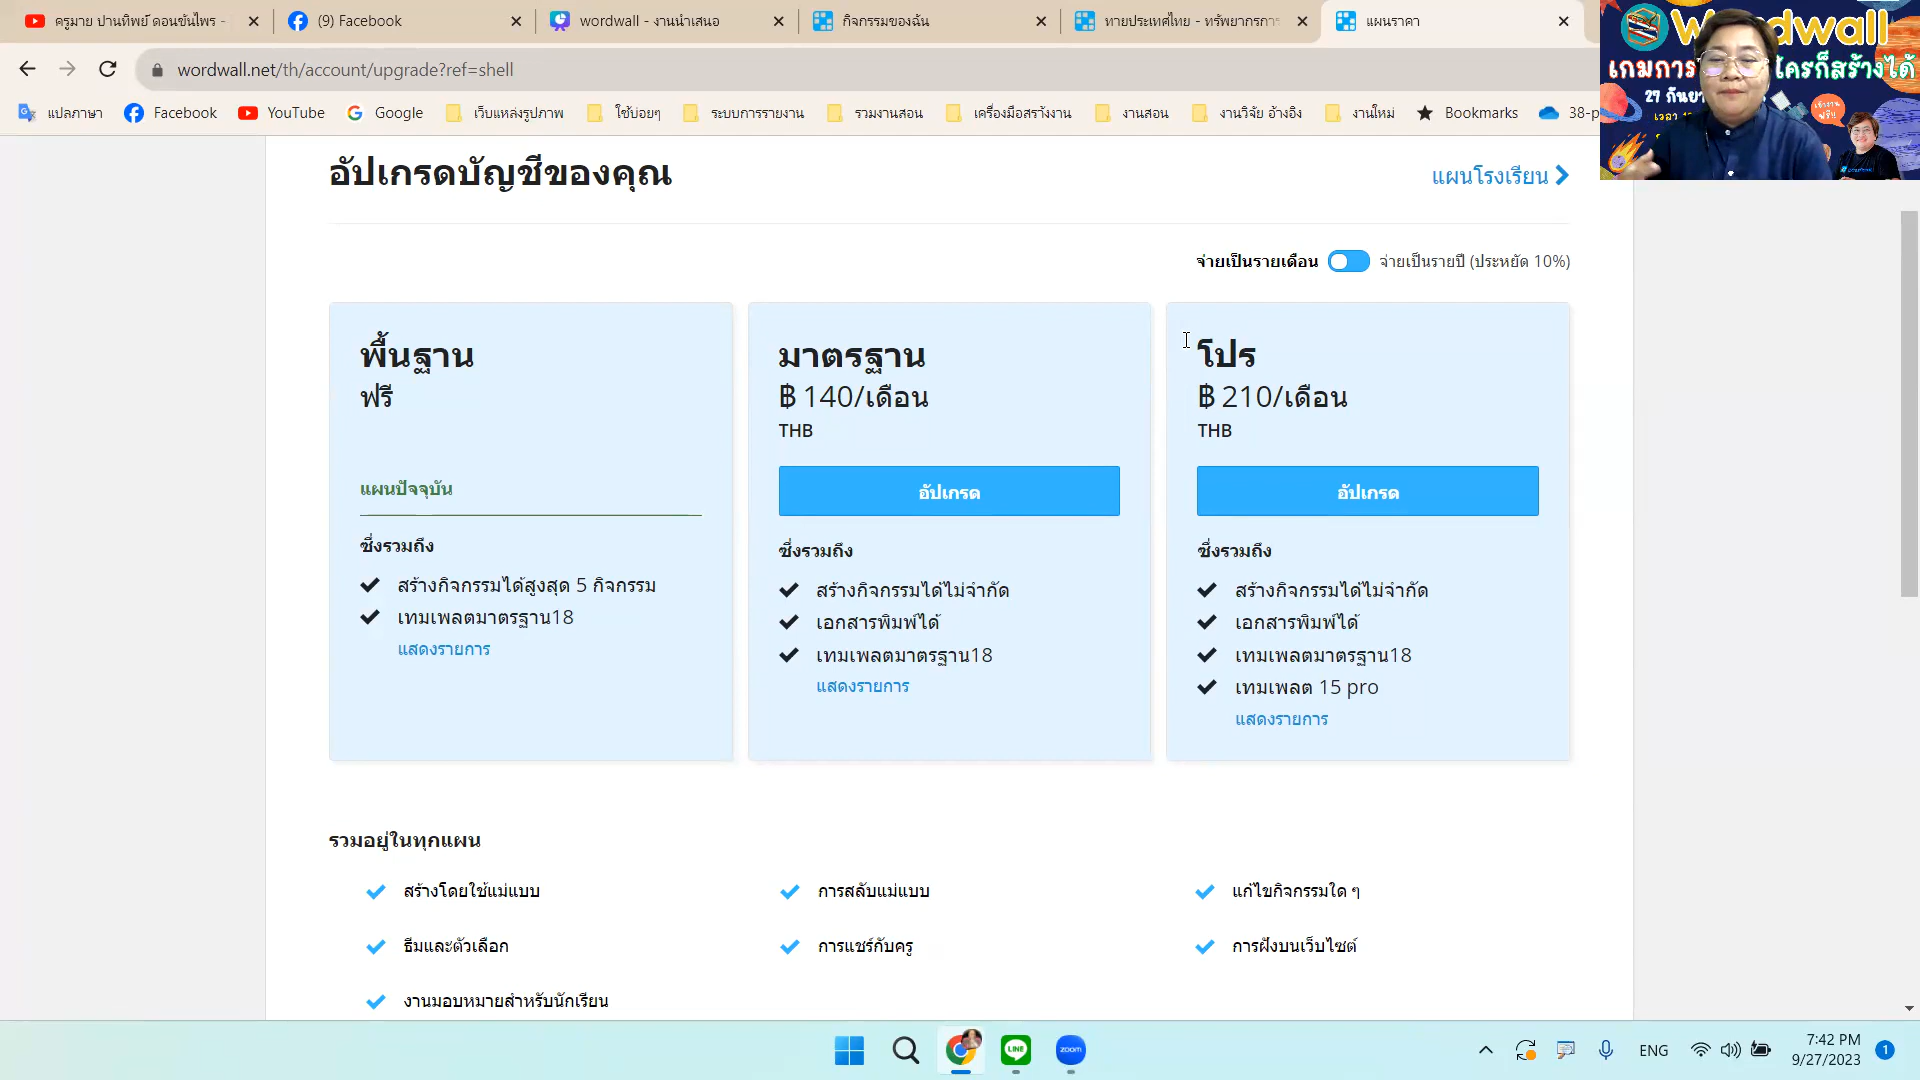 ครูมาย ปานทิพย์ ดอนขันไพร -
(9) Facebook
wordwall - งานนำเสนอ
กิจกรรมของฉัน
ทายประเทศไทย - ทรัพยากรการ
แผนราคา
wordwall.net/th/account/upgrade?ref=shell
แปลภาษา
Facebook
YouTube
Google
เว็บแหล่งรูปภาพ
ใช้บ่อยๆ
ระบบการรายงาน
รวมงานสอน
เครื่องมือสร้างงาน
งานสอน
งานวิจัย อ้างอิง
งานใหม่
Bookmarks
38-p
เกมการ
ใครก็สร้างได้
27 กันยา
อัปเกรดบัญชีของคุณ
แผนโรงเรียน
จ่ายเป็นรายเดือน
จ่ายเป็นรายปี (ประหยัด 10%)
พื้นฐาน
ฟรี
แผนปัจจุบัน
ซึ่งรวมถึง
สร้างกิจกรรมได้สูงสุด 5 กิจกรรม
เทมเพลตมาตรฐาน18
แสดงรายการ
มาตรฐาน
฿ 140/เดือน
THB
อัปเกรด
ซึ่งรวมถึง
สร้างกิจกรรมได้ไม่จำกัด
เอกสารพิมพ์ได้
เทมเพลตมาตรฐาน18
แสดงรายการ
โปร
฿ 210/เดือน
THB
อัปเกรด
ซึ่งรวมถึง
สร้างกิจกรรมได้ไม่จำกัด
เอกสารพิมพ์ได้
เทมเพลตมาตรฐาน18
เทมเพลต 15 pro
แสดงรายการ
รวมอยู่ในทุกแผน
สร้างโดยใช้แม่แบบ
การสลับแม่แบบ
แก้ไขกิจกรรมใด ๆ
ธีมและตัวเลือก
การแชร์กับครู
การฝังบนเว็บไซต์
งานมอบหมายสำหรับนักเรียน
LINE
zoom
ENG
7:42 PM
9/27/2023
1